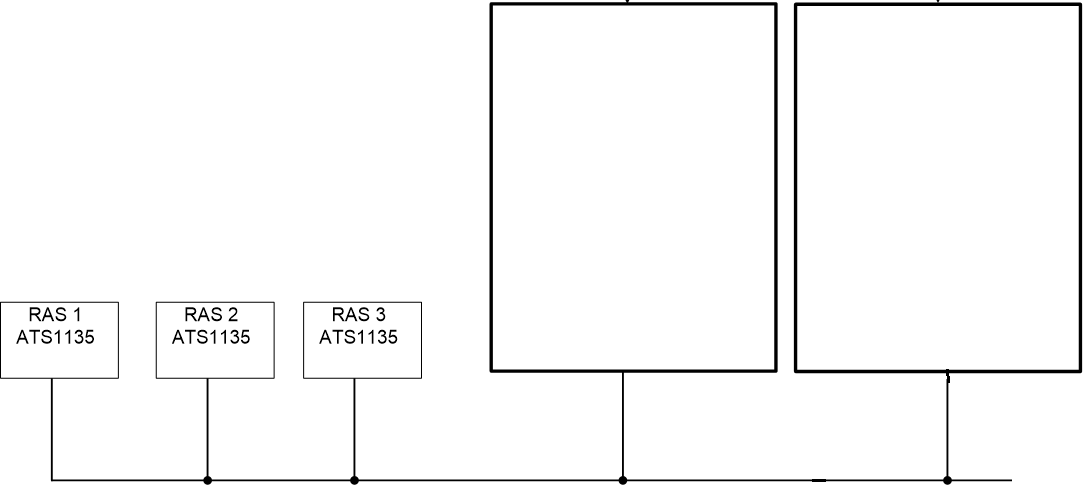 RAS 1
ATS1135
RAS 2
ATS1135
RAS 3
ATS1135